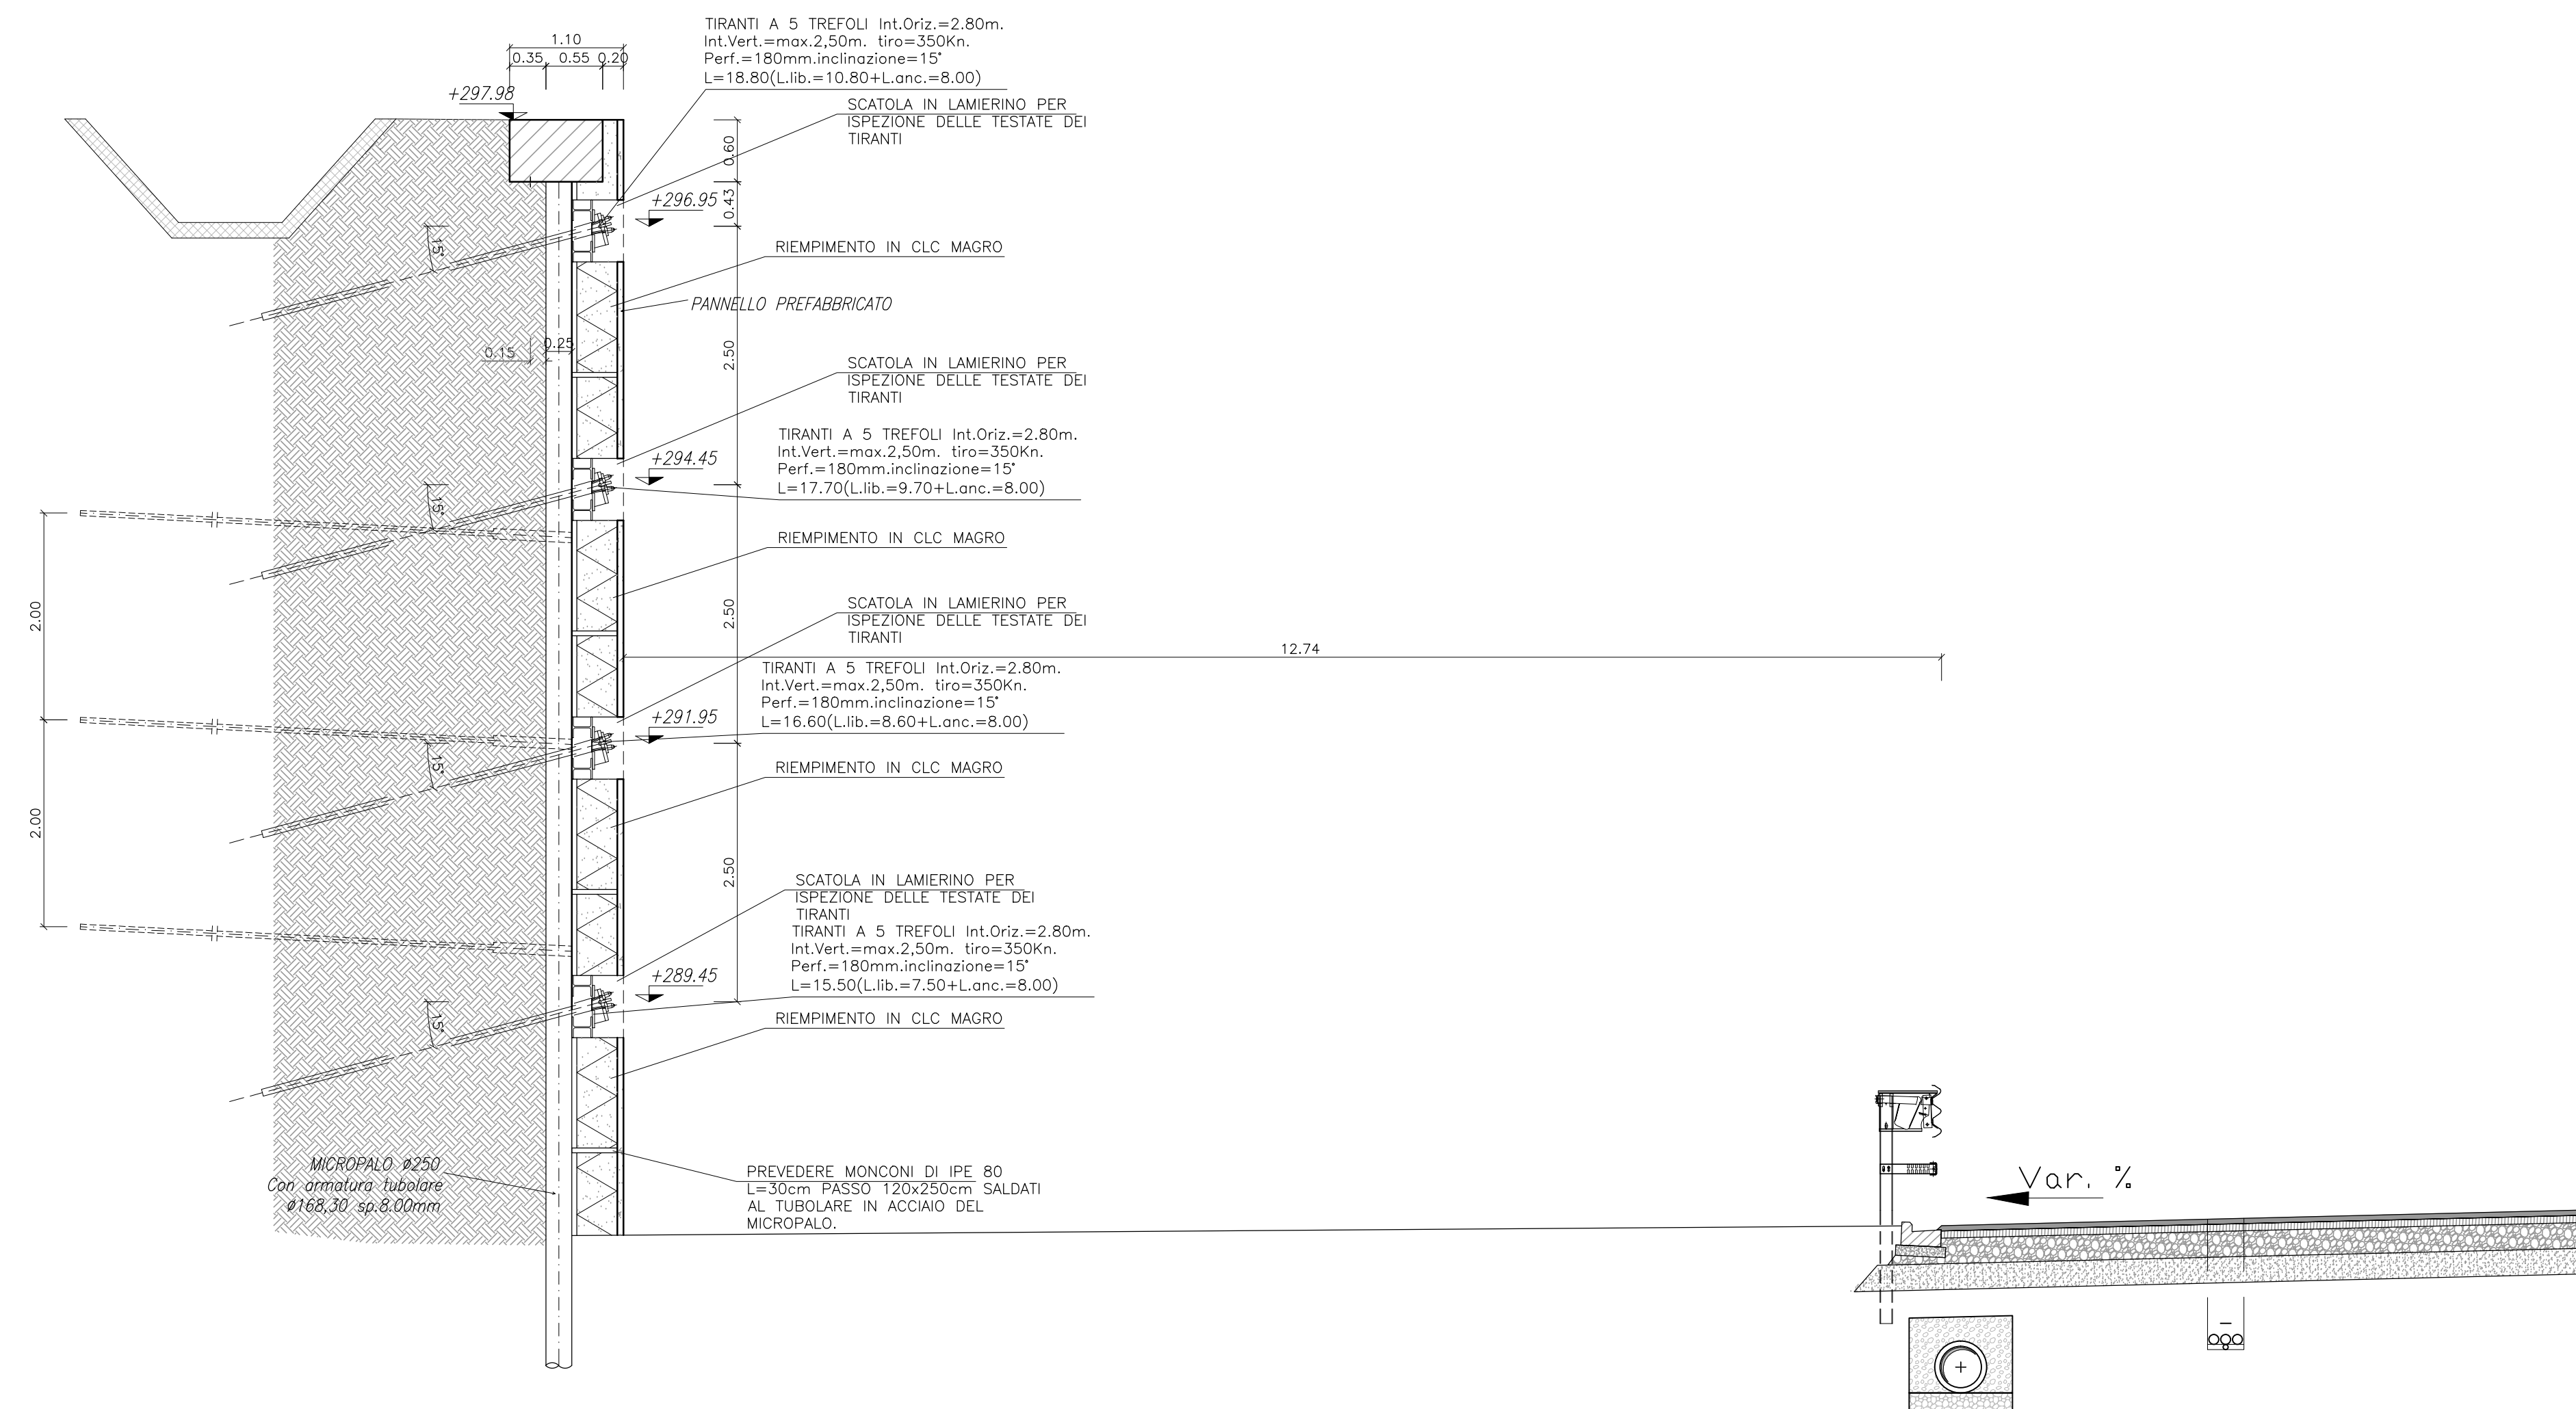 TIRANTI A 5 TREFOLI Int.Oriz.=2.80m.
Int.Vert.=max.2,50m. tiro=350Kn.
Perf.=180mm.inclinazione=15°
L=18.80(L.lib.=10.80+L.anc.=8.00)
1.10
0.35
0.55
0.20
+297.98
SCATOLA IN LAMIERINO PER
ISPEZIONE DELLE TESTATE DEI
TIRANTI
0.60
0.43
+296.95
15°
RIEMPIMENTO IN CLC MAGRO
PANNELLO PREFABBRICATO
0.25
0.15
2.50
SCATOLA IN LAMIERINO PER
ISPEZIONE DELLE TESTATE DEI
TIRANTI
TIRANTI A 5 TREFOLI Int.Oriz.=2.80m.
Int.Vert.=max.2,50m. tiro=350Kn.
Perf.=180mm.inclinazione=15°
L=17.70(L.lib.=9.70+L.anc.=8.00)
+294.45
15°
RIEMPIMENTO IN CLC MAGRO
2.00
2.50
SCATOLA IN LAMIERINO PER
ISPEZIONE DELLE TESTATE DEI
TIRANTI
12.74
TIRANTI A 5 TREFOLI Int.Oriz.=2.80m.
Int.Vert.=max.2,50m. tiro=350Kn.
Perf.=180mm.inclinazione=15°
L=16.60(L.lib.=8.60+L.anc.=8.00)
+291.95
15°
RIEMPIMENTO IN CLC MAGRO
2.00
2.50
SCATOLA IN LAMIERINO PER
ISPEZIONE DELLE TESTATE DEI
TIRANTI
TIRANTI A 5 TREFOLI Int.Oriz.=2.80m.
Int.Vert.=max.2,50m. tiro=350Kn.
Perf.=180mm.inclinazione=15°
L=15.50(L.lib.=7.50+L.anc.=8.00)
+289.45
15°
RIEMPIMENTO IN CLC MAGRO
MICROPALO ø250
Con armatura tubolare
ø168,30 sp.8.00mm
PREVEDERE MONCONI DI IPE 80
L=30cm PASSO 120x250cm SALDATI
AL TUBOLARE IN ACCIAIO DEL
MICROPALO.
Var. %